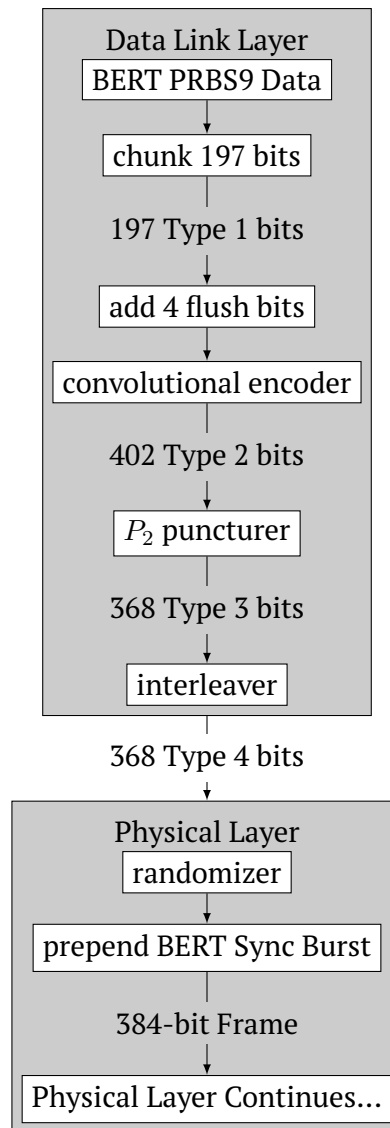 Data Link Layer
BERT PRBS9 Data
chunk 197 bits
197 Type 1 bits
add 4 flush bits
convolutional encoder
402 Type 2 bits
P₂ puncturer
368 Type 3 bits
interleaver
368 Type 4 bits
Physical Layer
randomizer
prepend BERT Sync Burst
384-bit Frame
Physical Layer Continues...